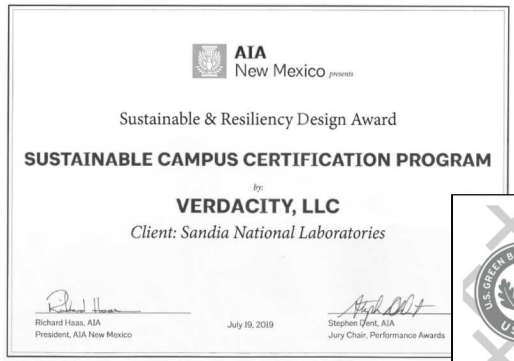 AIA
New Mexico presents
Sustainable & Resiliency Design Award
SUSTAINABLE CAMPUS CERTIFICATION PROGRAM
by:
VERDACITY, LLC
Client: Sandia National Laboratories
Richard Haas, AIA
President, AIA New Mexico
July 19, 2019
Stephen Dent, AIA
Jury Chair, Performance Awards
U.S. GREEN B